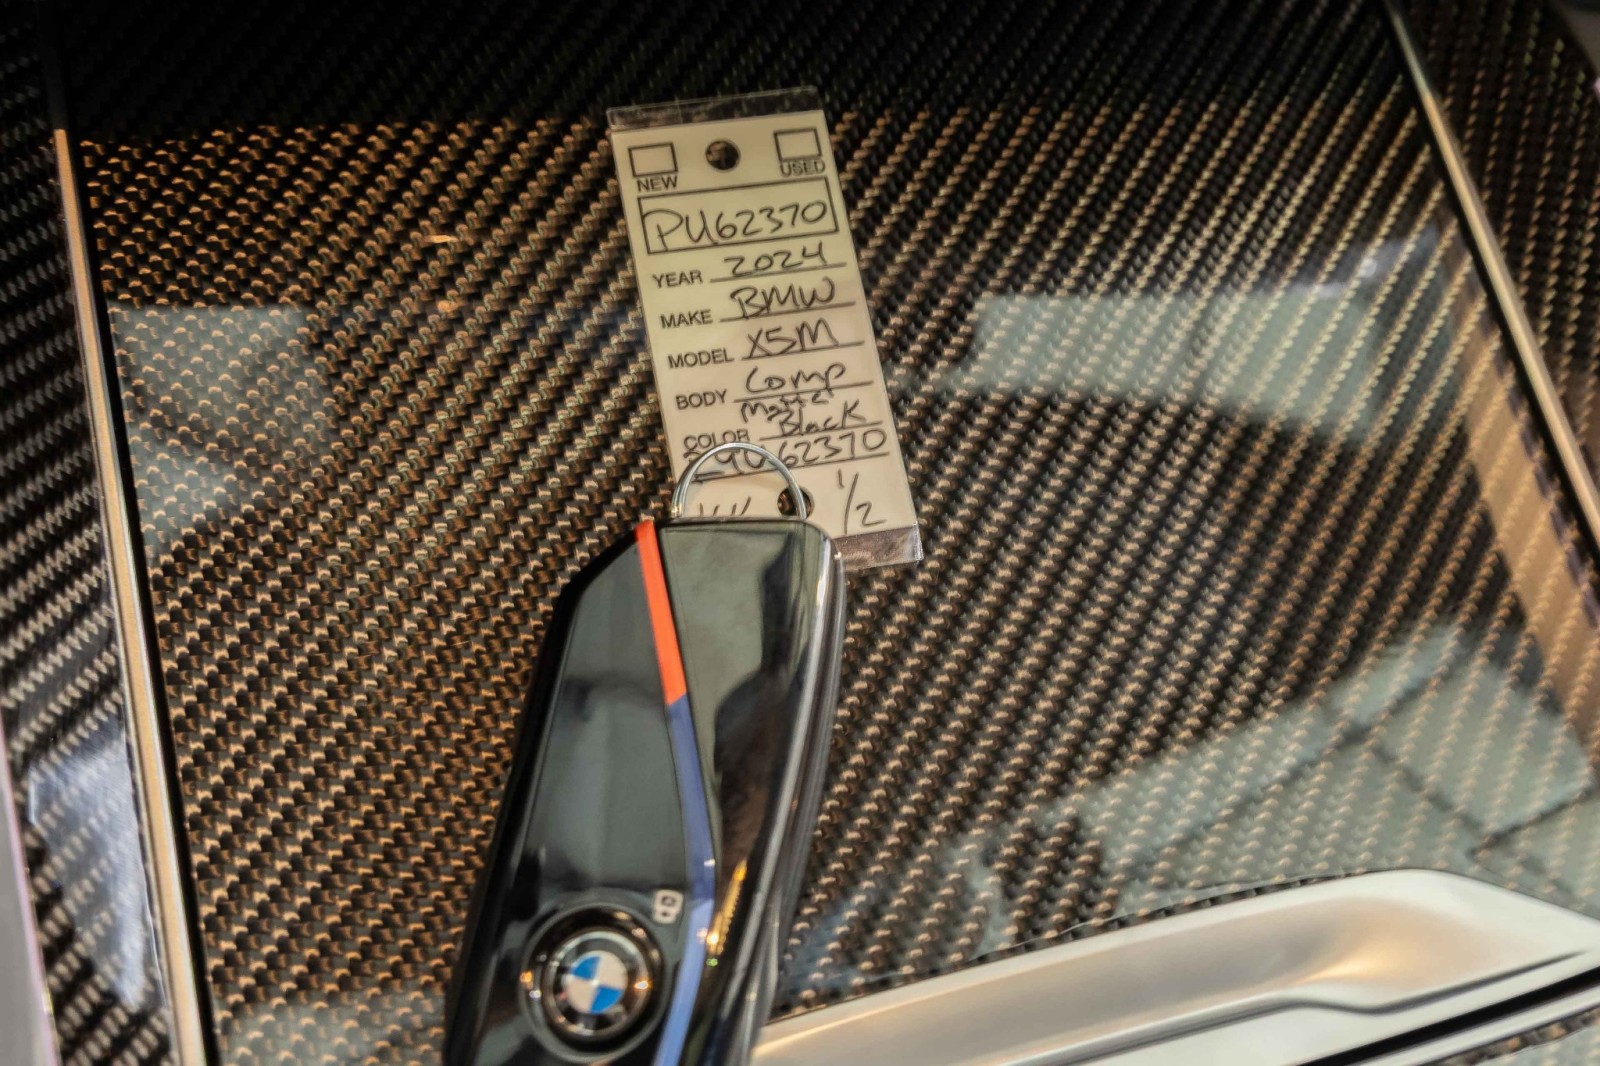 NEW USED
PU62370
YEAR 2024
MAKE BMW
MODEL X5M
BODY Comp
Matte
COLOR Black
62370
1/2